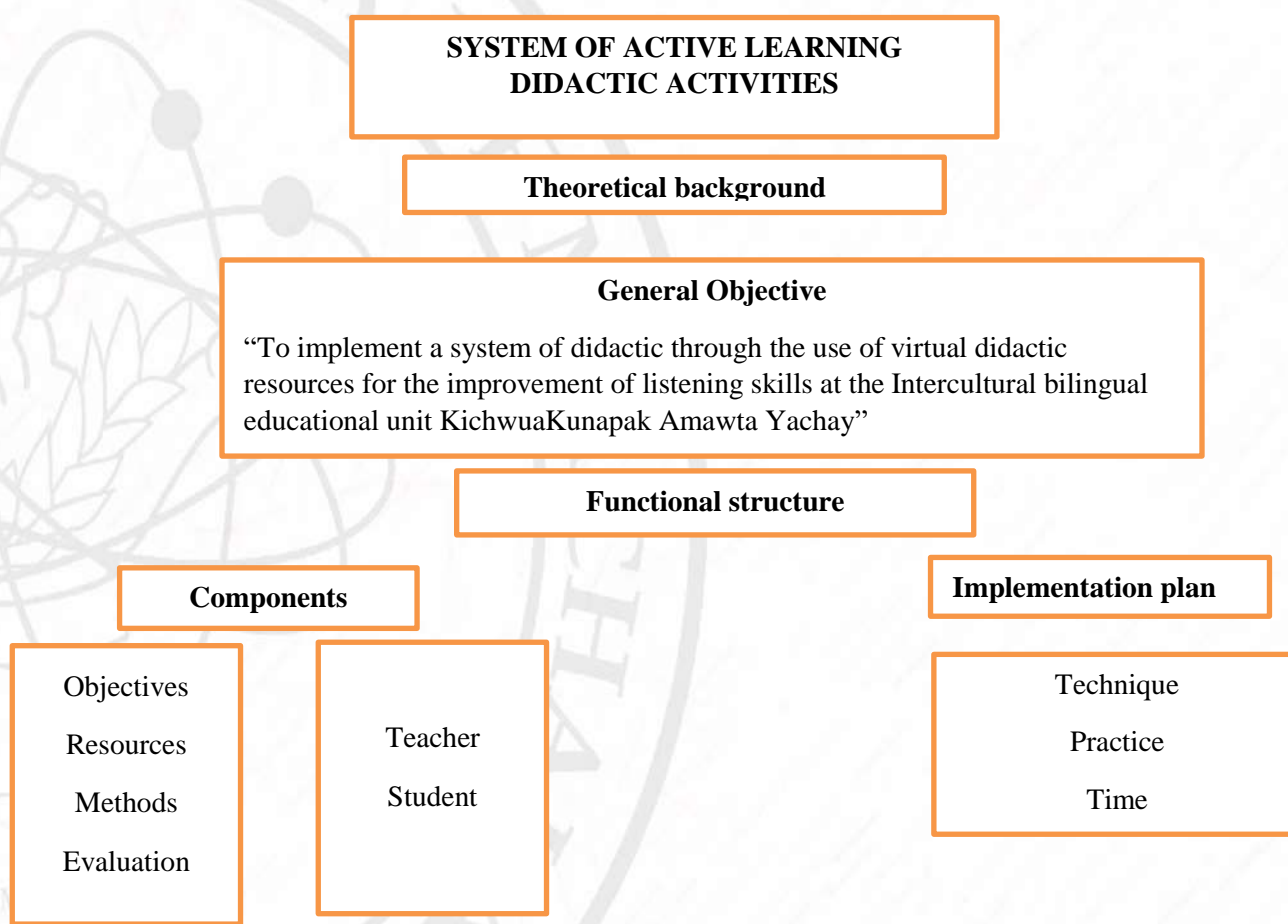 SYSTEM OF ACTIVE LEARNING
DIDACTIC ACTIVITIES
Theoretical background
General Objective
“To implement a system of didactic through the use of virtual didactic
resources for the improvement of listening skills at the Intercultural bilingual
educational unit KichwuaKunapak Amawta Yachay”
Functional structure
Components
Implementation plan
Objectives
Resources
Methods
Evaluation
Teacher
Student
Technique
Practice
Time